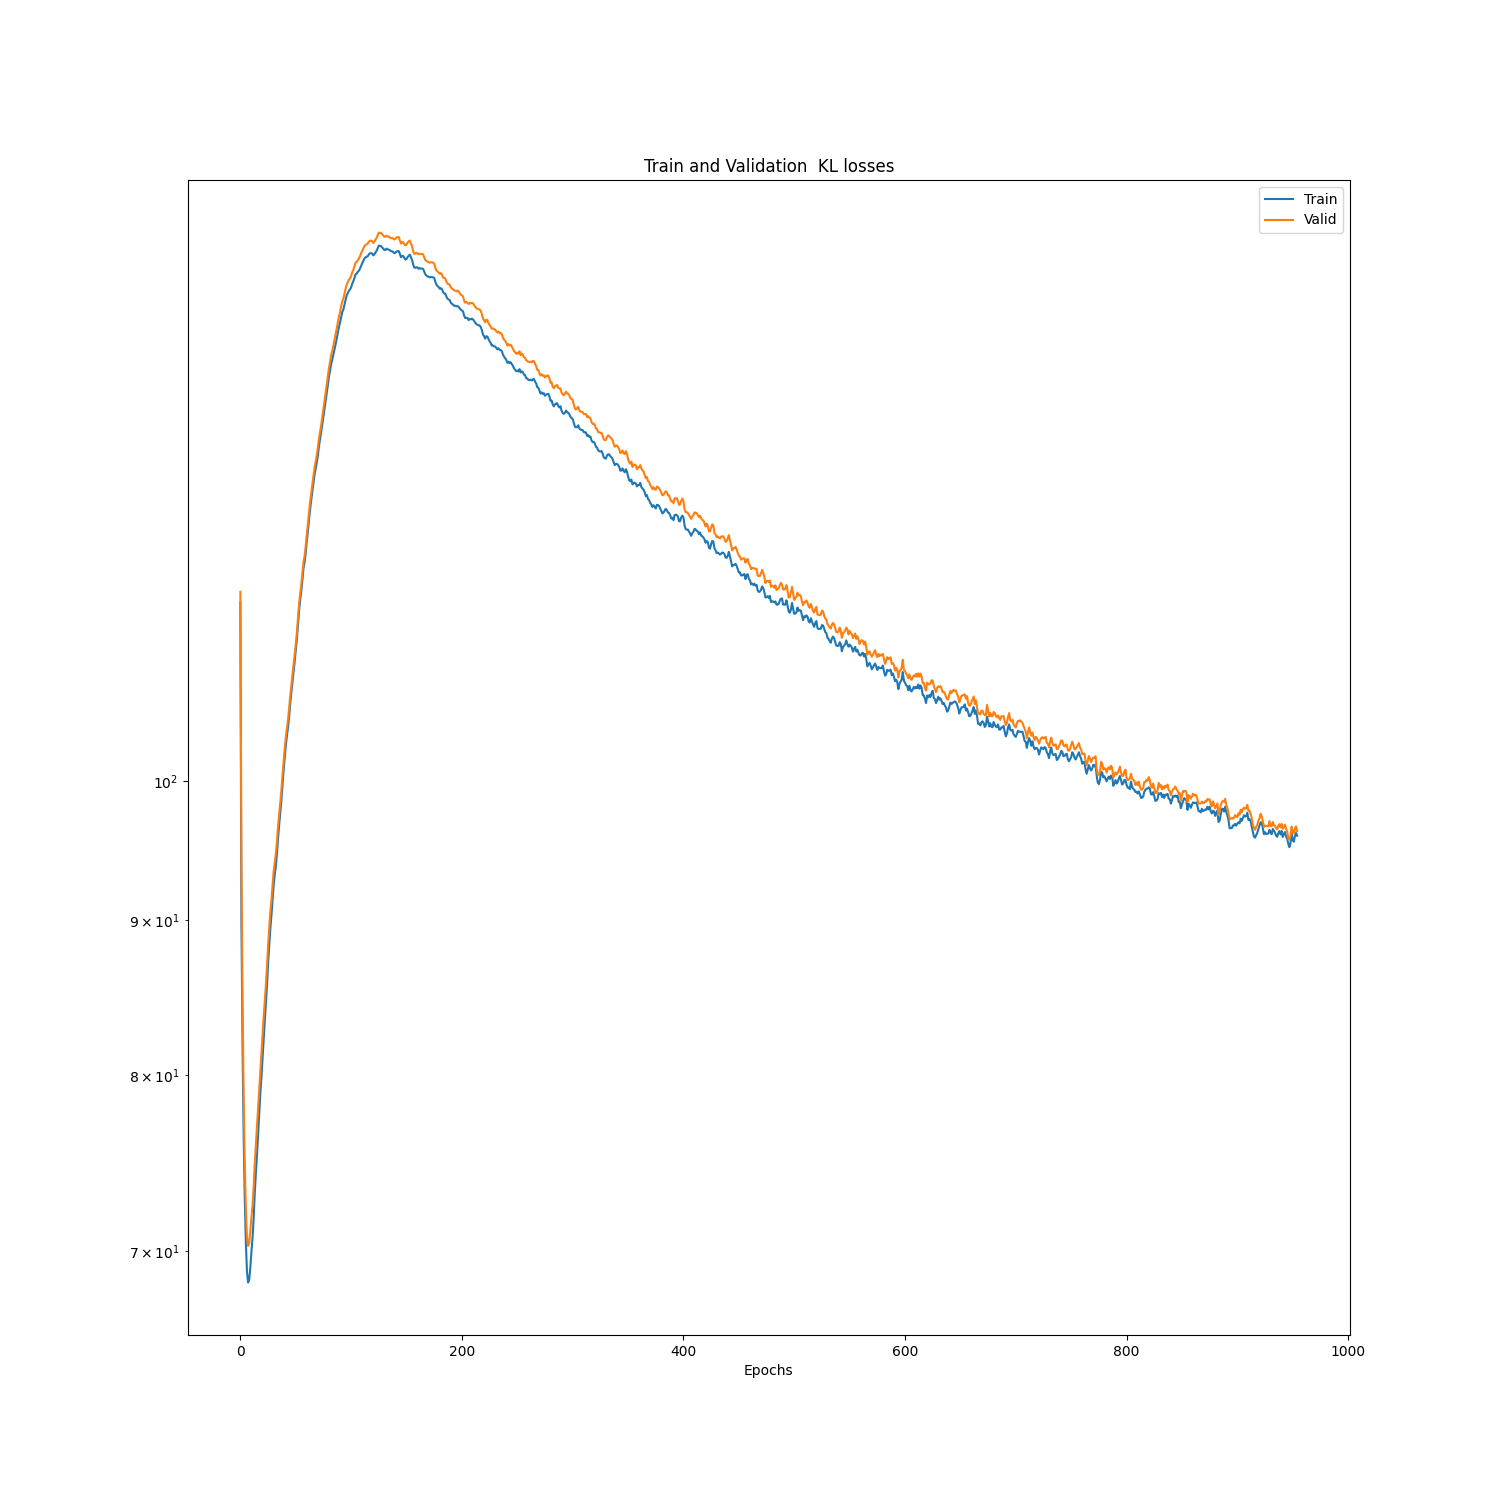 Train and Validation  KL losses
Train
Valid
10²
9 × 10¹
8 × 10¹
7 × 10¹
0 200 400 600 800 1000
Epochs